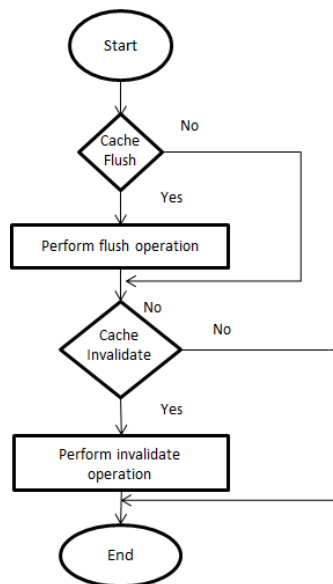 Start
Cache
Flush
No
Yes
Perform flush operation
No
Cache
Invalidate
No
Yes
Perform invalidate
operation
End